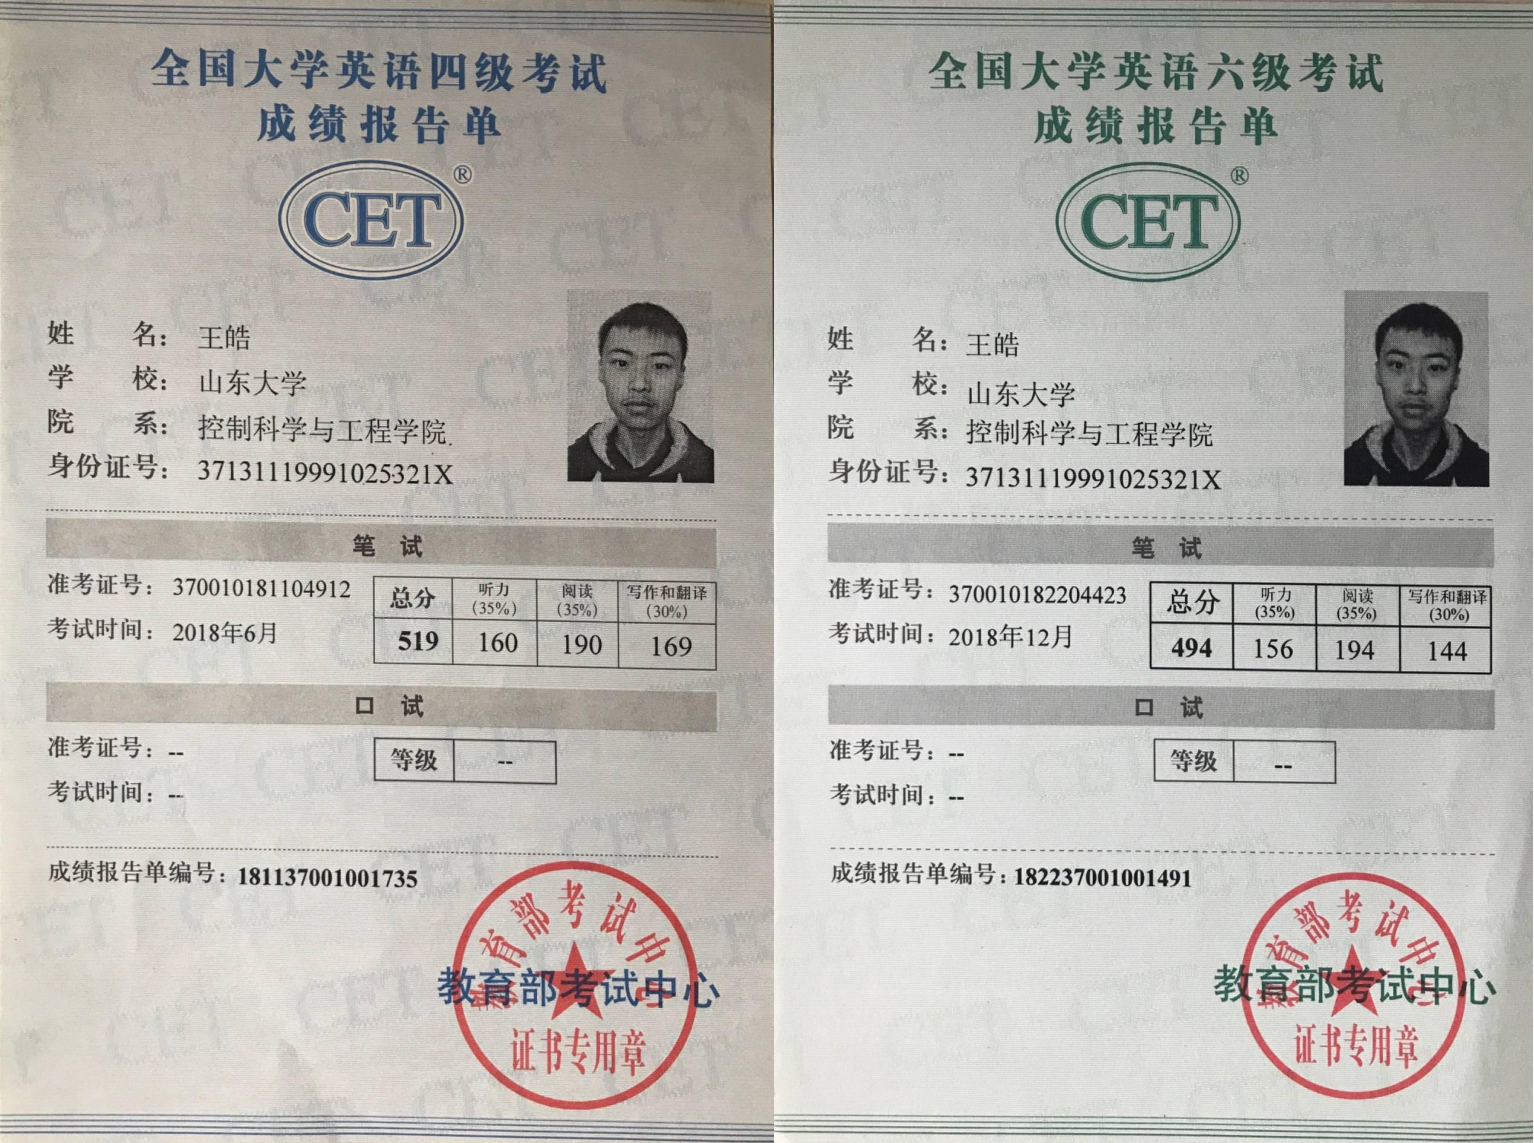 全国大学英语四级考试
成绩报告单
CET®
姓 名： 王皓
学 校： 山东大学
院 系： 控制科学与工程学院
身份证号： 37131119991025321X
笔 试
准考证号： 370010181104912
考试时间： 2018年6月
总分 听力(35%) 阅读(35%) 写作和翻译(30%)
519 160 190 169
口 试
准考证号：--
考试时间：--
等级 --
成绩报告单编号：181137001001735
教育部考试中心
教育部考试中心
证书专用章
全国大学英语六级考试
成绩报告单
CET®
姓 名： 王皓
学 校： 山东大学
院 系： 控制科学与工程学院
身份证号： 37131119991025321X
笔 试
准考证号： 370010182204423
考试时间： 2018年12月
总分 听力(35%) 阅读(35%) 写作和翻译(30%)
494 156 194 144
口 试
准考证号：--
考试时间：--
等级 --
成绩报告单编号：182237001001491
教育部考试中心
教育部考试中心
证书专用章